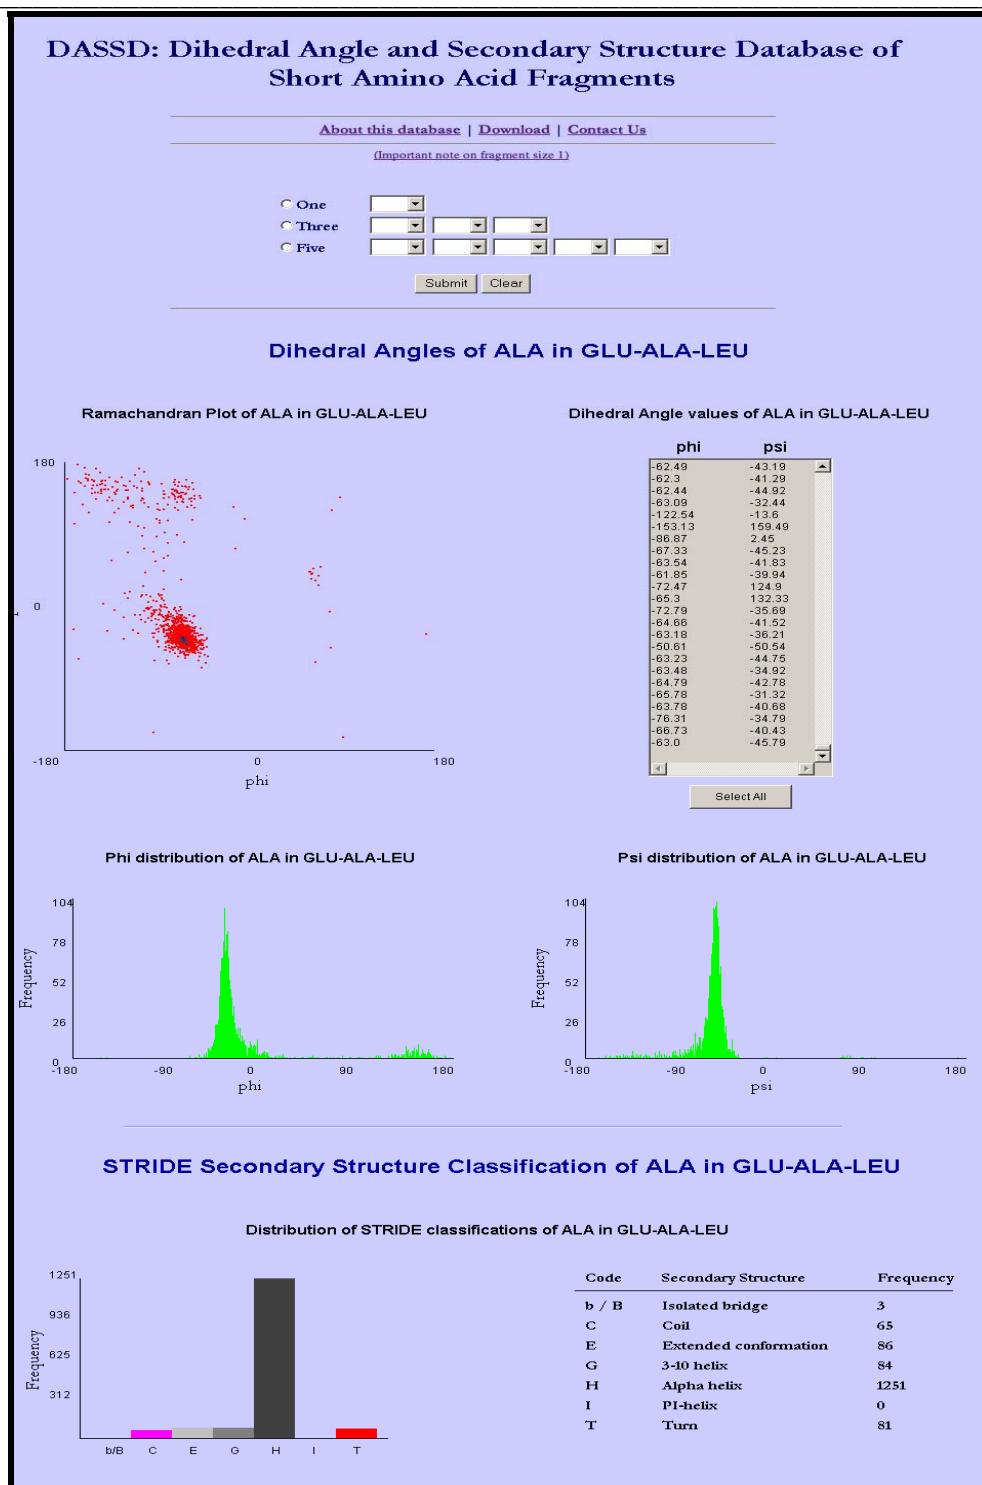 DASSD: Dihedral Angle and Secondary Structure Database of
Short Amino Acid Fragments
About this database | Download | Contact Us
(Important note on fragment size 1)
One
Three
Five
Submit Clear
Dihedral Angles of ALA in GLU-ALA-LEU
Ramachandran Plot of ALA in GLU-ALA-LEU
180
0
-180 0 180
phi
Dihedral Angle values of ALA in GLU-ALA-LEU
phi psi
-62.49 -43.19
-62.3 -41.29
-62.44 -44.92
-63.09 -32.44
-122.54 -13.6
-153.13 159.49
-86.87 2.45
-67.33 -45.23
-63.54 -41.83
-61.85 -39.94
-72.47 124.9
-65.3 132.33
-72.79 -35.69
-64.66 -41.52
-63.18 -36.21
-50.61 -50.54
-63.23 -44.75
-63.48 -34.92
-64.79 -42.78
-65.78 -31.32
-63.78 -40.68
-76.31 -34.79
-66.73 -40.43
-63.0 -45.79
Select All
Phi distribution of ALA in GLU-ALA-LEU
104
78
52
26
0
Frequency
-180 -90 0 90 180
phi
Psi distribution of ALA in GLU-ALA-LEU
104
78
52
26
0
Frequency
-180 -90 0 90 180
psi
STRIDE Secondary Structure Classification of ALA in GLU-ALA-LEU
Distribution of STRIDE classifications of ALA in GLU-ALA-LEU
1251
936
625
312
Frequency
b/B C E G H I T
Code Secondary Structure Frequency
b / B Isolated bridge 3
C Coil 65
E Extended conformation 86
G 3-10 helix 84
H Alpha helix 1251
I PI-helix 0
T Turn 81